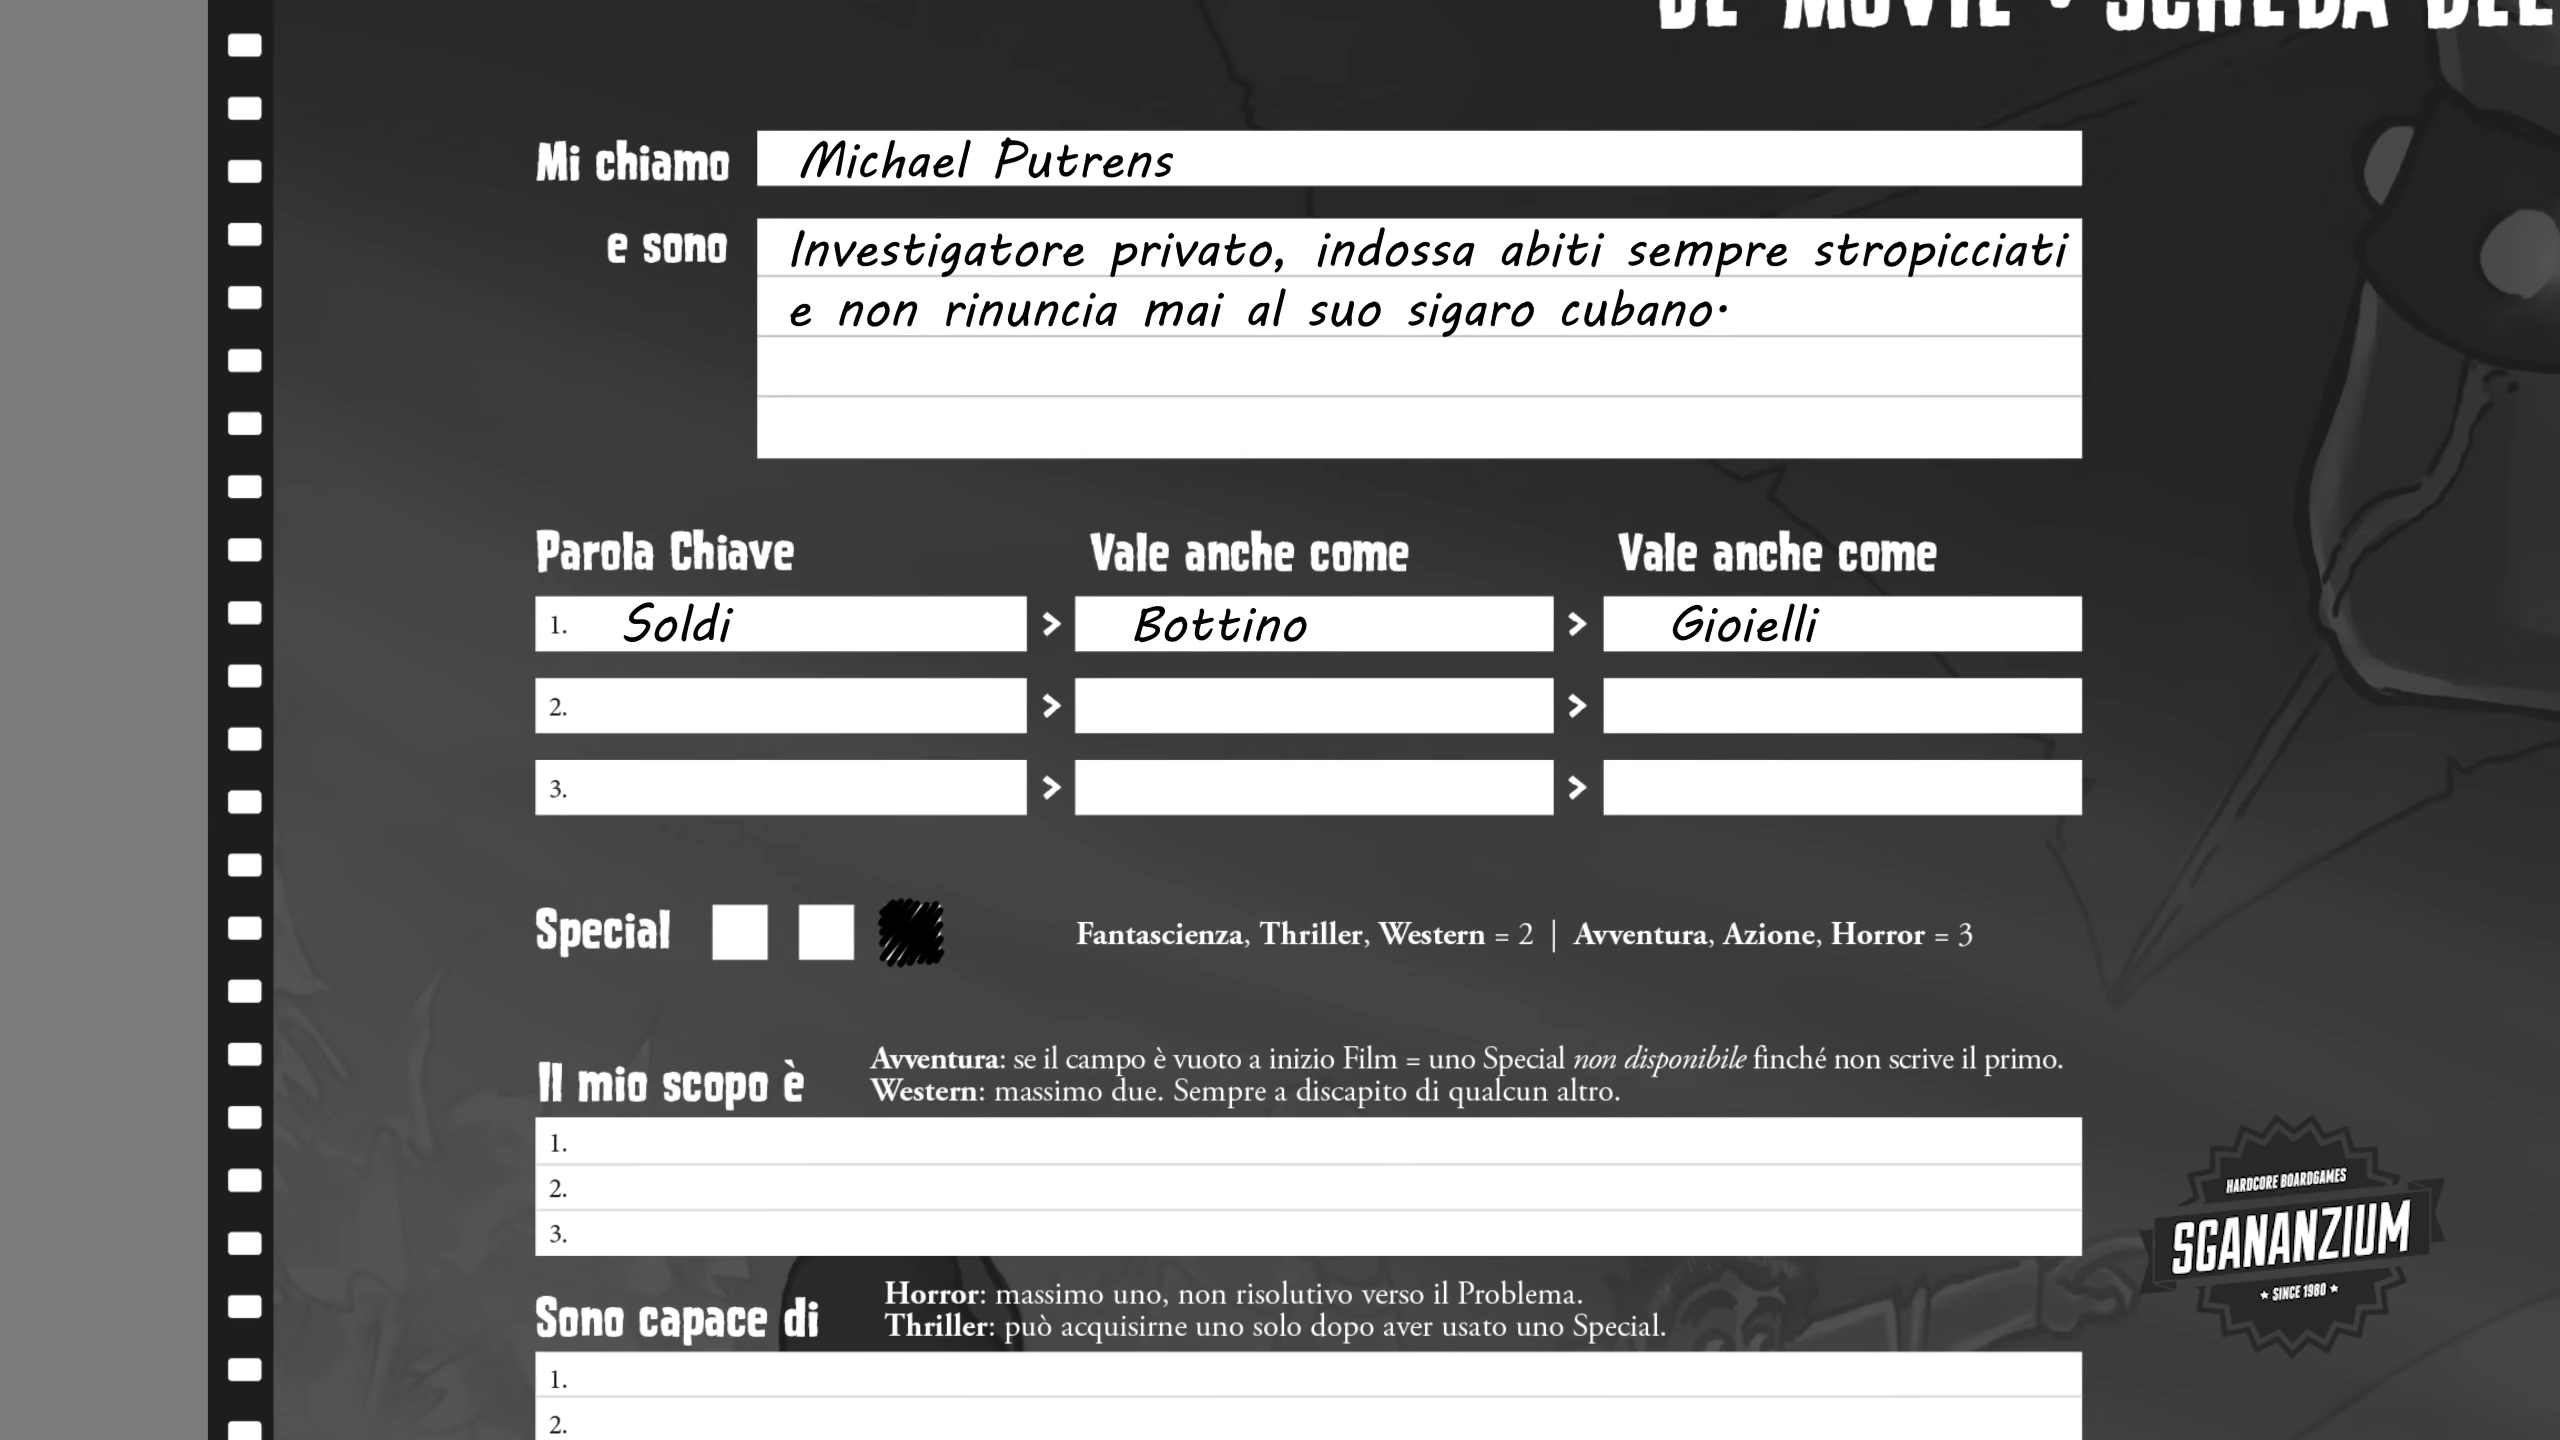 DE MOVIE • SCHEDA DEL
Mi chiamo Michael Putrens
e sono Investigatore privato, indossa abiti sempre stropicciati
e non rinuncia mai al suo sigaro cubano.
Parola Chiave Vale anche come Vale anche come
1. Soldi > Bottino > Gioielli
2. > >
3. > >
Special Fantascienza, Thriller, Western = 2 | Avventura, Azione, Horror = 3
Avventura: se il campo è vuoto a inizio Film = uno Special non disponibile finché non scrive il primo.
Il mio scopo è
Western: massimo due. Sempre a discapito di qualcun altro.
1.
2.
3.
Horror: massimo uno, non risolutivo verso il Problema.
Sono capace di
Thriller: può acquisirne uno solo dopo aver usato uno Special.
1.
2.
HARDCORE BOARDGAMES
SGANANZIUM
★ SINCE 1980 ★